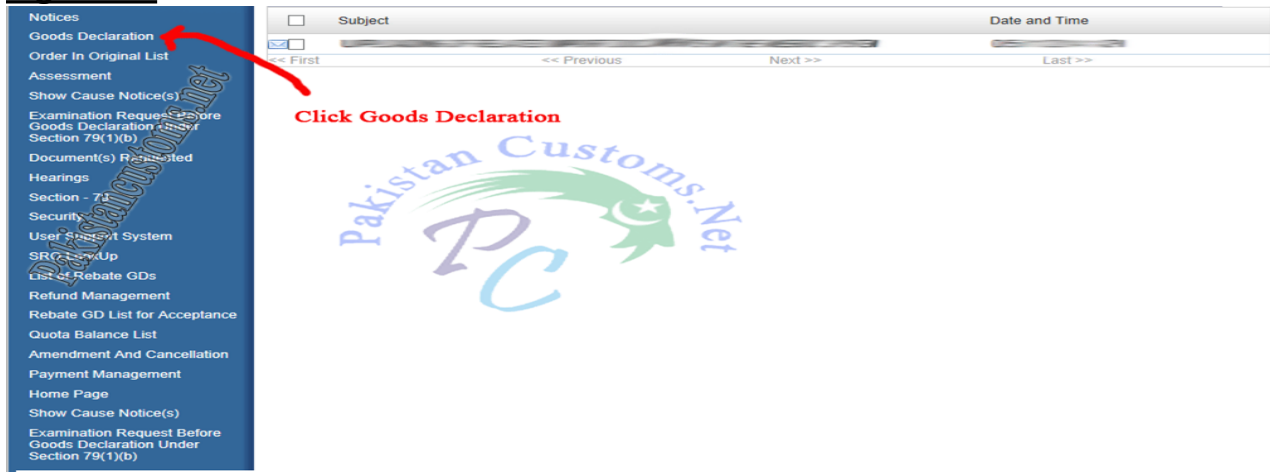 Notices
Goods Declaration
Order In Original List
Assessment
Show Cause Notice(s)
Examination Request Before
Goods Declaration Under
Section 79(1)(b)
Document(s) Requested
Hearings
Section -
Security
User Support System
SRO LookUp
List of Rebate GDs
Refund Management
Rebate GD List for Acceptance
Quota Balance List
Amendment And Cancellation
Payment Management
Home Page
Show Cause Notice(s)
Examination Request Before
Goods Declaration Under
Section 79(1)(b)
Pakistancustoms.net
Subject Date and Time
<< First << Previous Next >> Last >>
Click Goods Declaration
Pakistan Customs.Net
PC